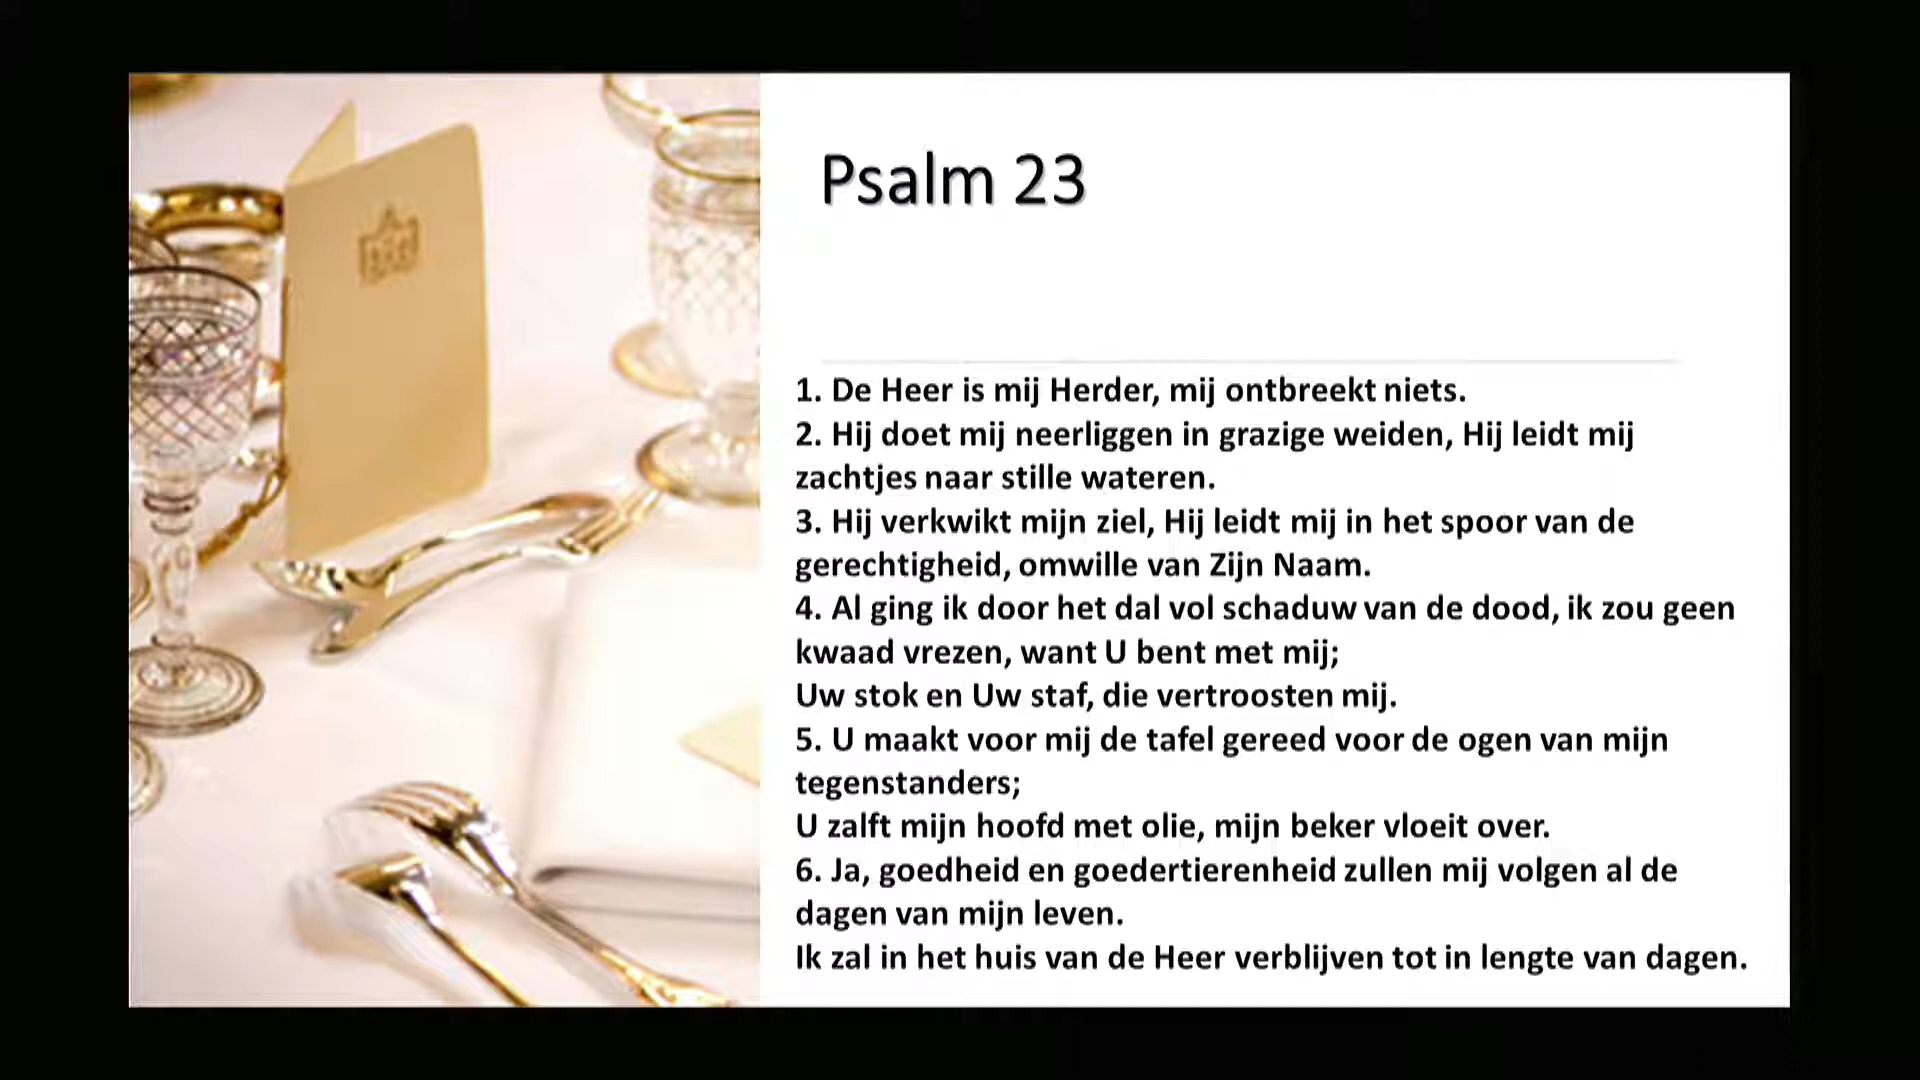 Psalm 23
1. De Heer is mij Herder, mij ontbreekt niets.
2. Hij doet mij neerliggen in grazige weiden, Hij leidt mij
zachtjes naar stille wateren.
3. Hij verkwikt mijn ziel, Hij leidt mij in het spoor van de
gerechtigheid, omwille van Zijn Naam.
4. Al ging ik door het dal vol schaduw van de dood, ik zou geen
kwaad vrezen, want U bent met mij;
Uw stok en Uw staf, die vertroosten mij.
5. U maakt voor mij de tafel gereed voor de ogen van mijn
tegenstanders;
U zalft mijn hoofd met olie, mijn beker vloeit over.
6. Ja, goedheid en goedertierenheid zullen mij volgen al de
dagen van mijn leven.
Ik zal in het huis van de Heer verblijven tot in lengte van dagen.